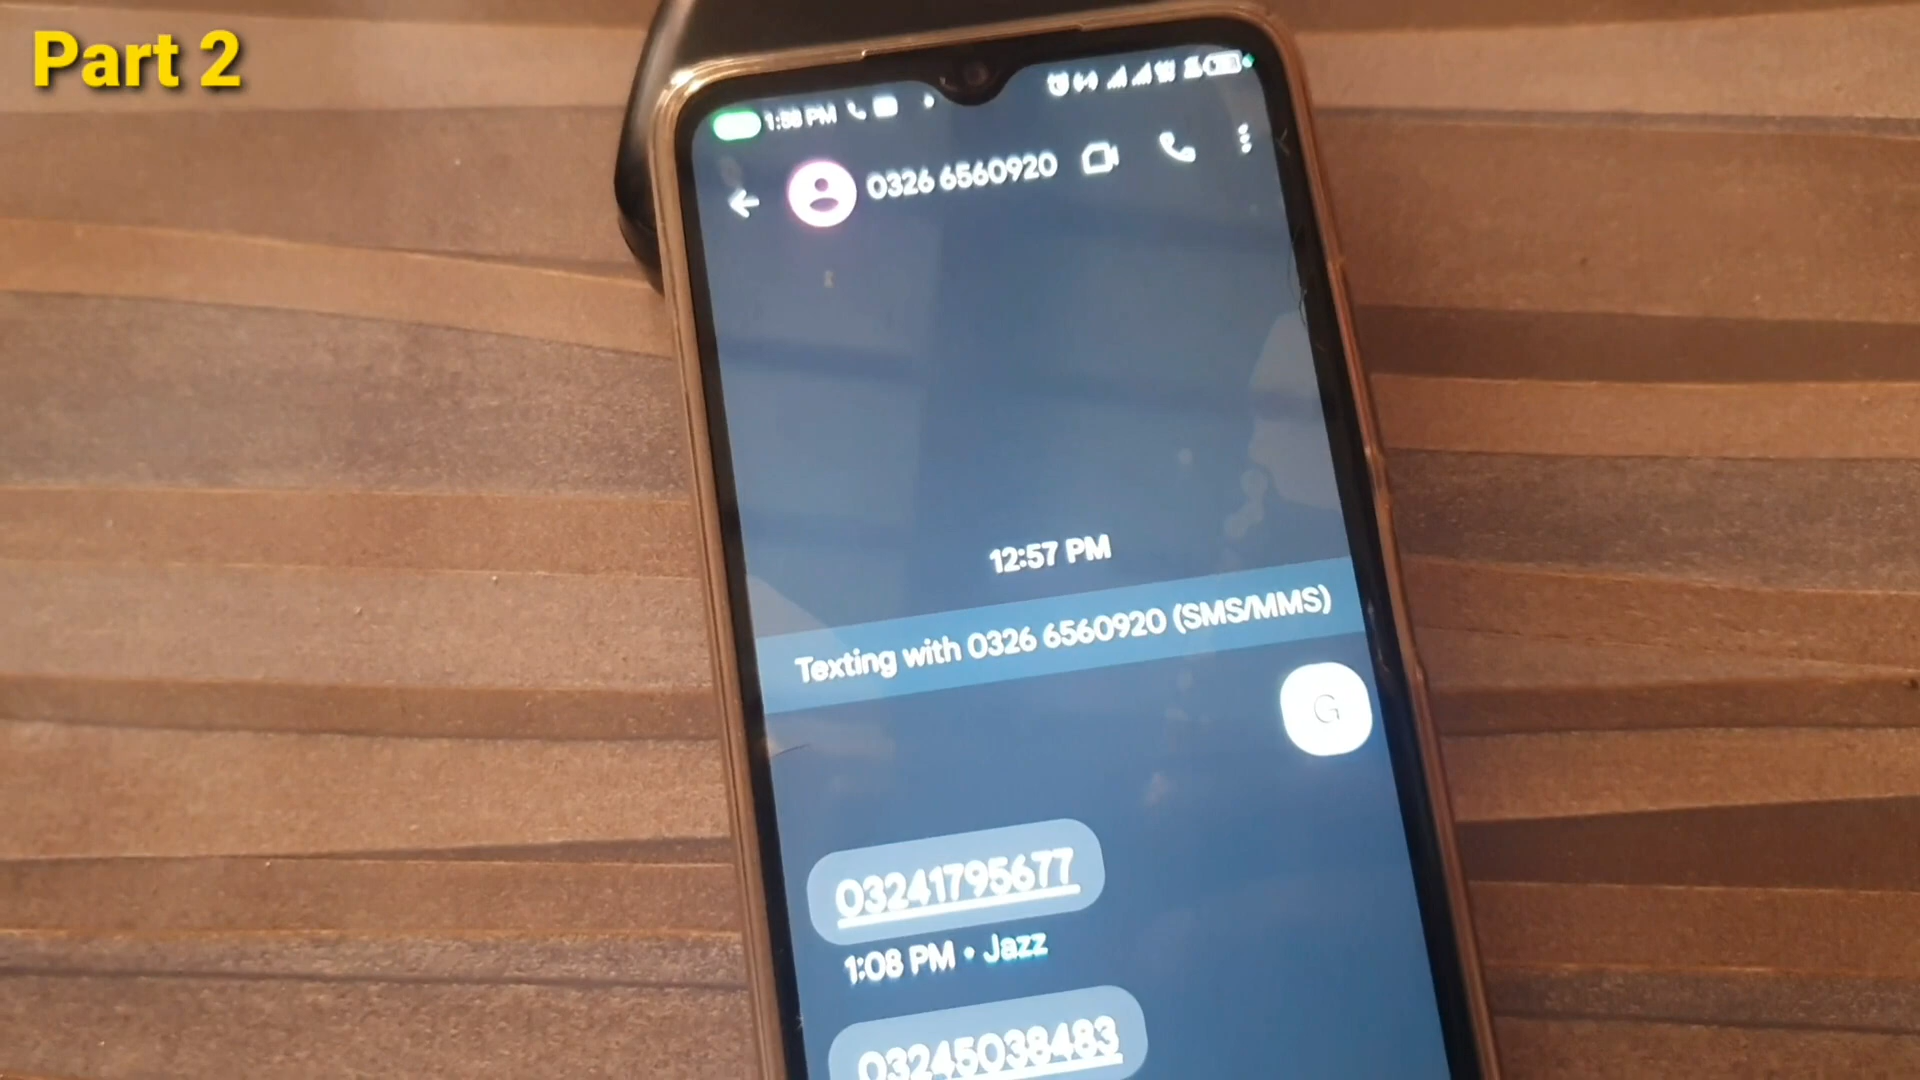 Part 2
1:58 PM
0326 6560920
12:57 PM
Texting with 0326 6560920 (SMS/MMS)
G
03241795677
1:08 PM • Jazz
03245038483